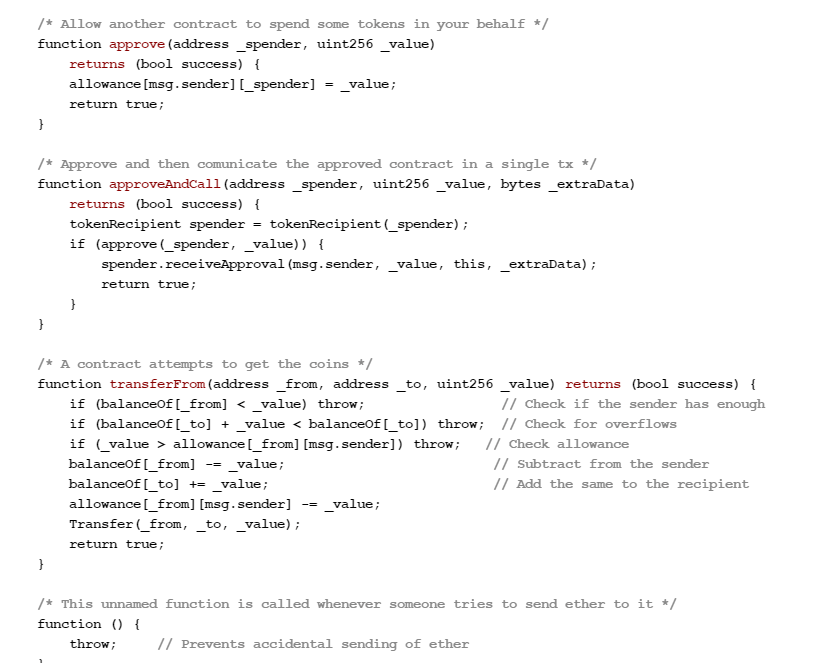 /* Allow another contract to spend some tokens in your behalf */
function approve(address _spender, uint256 _value)
returns (bool success) {
allowance[msg.sender][_spender] = _value;
return true;
}
/* Approve and then comunicate the approved contract in a single tx */
function approveAndCall(address _spender, uint256 _value, bytes _extraData)
returns (bool success) {
tokenRecipient spender = tokenRecipient(_spender);
if (approve(_spender, _value)) {
spender.receiveApproval(msg.sender, _value, this, _extraData);
return true;
}
}
/* A contract attempts to get the coins */
function transferFrom(address _from, address _to, uint256 _value) returns (bool success) {
if (balanceOf[_from] < _value) throw; // Check if the sender has enough
if (balanceOf[_to] + _value < balanceOf[_to]) throw; // Check for overflows
if (_value > allowance[_from][msg.sender]) throw; // Check allowance
balanceOf[_from] -= _value; // Subtract from the sender
balanceOf[_to] += _value; // Add the same to the recipient
allowance[_from][msg.sender] -= _value;
Transfer(_from, _to, _value);
return true;
}
/* This unnamed function is called whenever someone tries to send ether to it */
function () {
throw; // Prevents accidental sending of ether
}